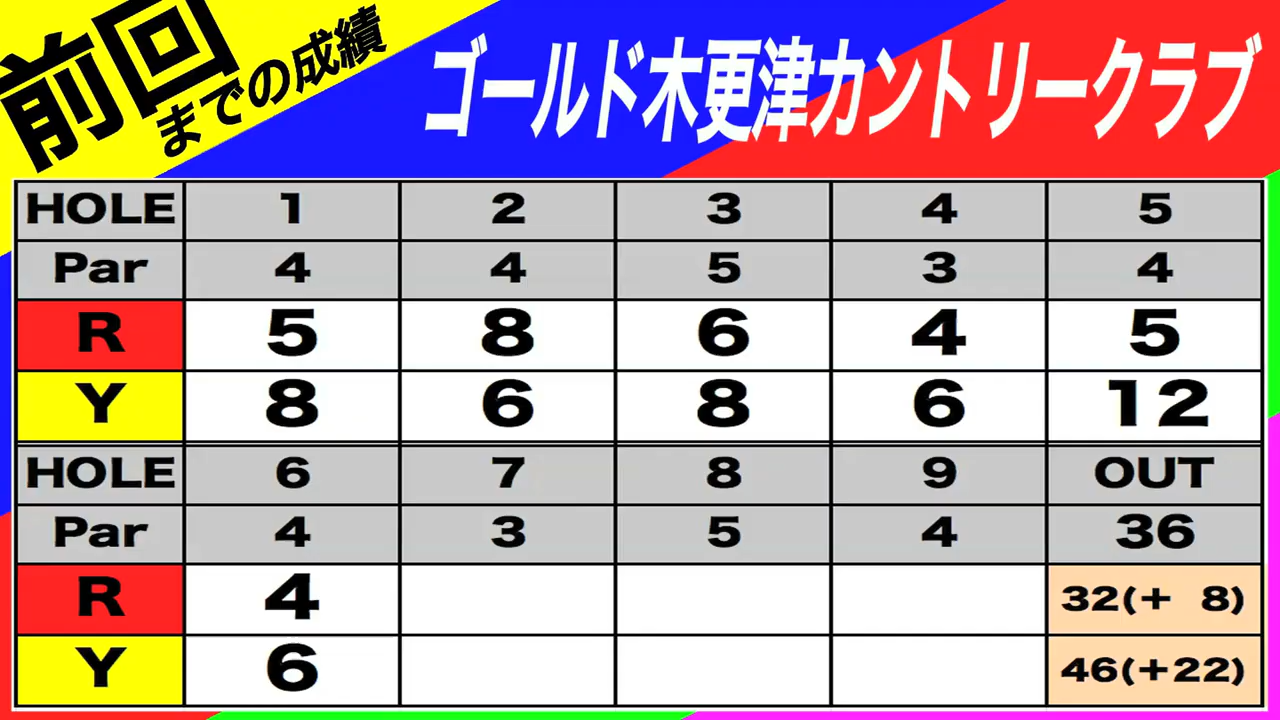 前回
までの成績
ゴールド木更津カントリークラブ
HOLE 1 2 3 4 5
Par 4 4 5 3 4
R 5 8 6 4 5
Y 8 6 8 6 12
HOLE 6 7 8 9 OUT
Par 4 3 5 4 36
R 4 32(+ 8)
Y 6 46(+22)